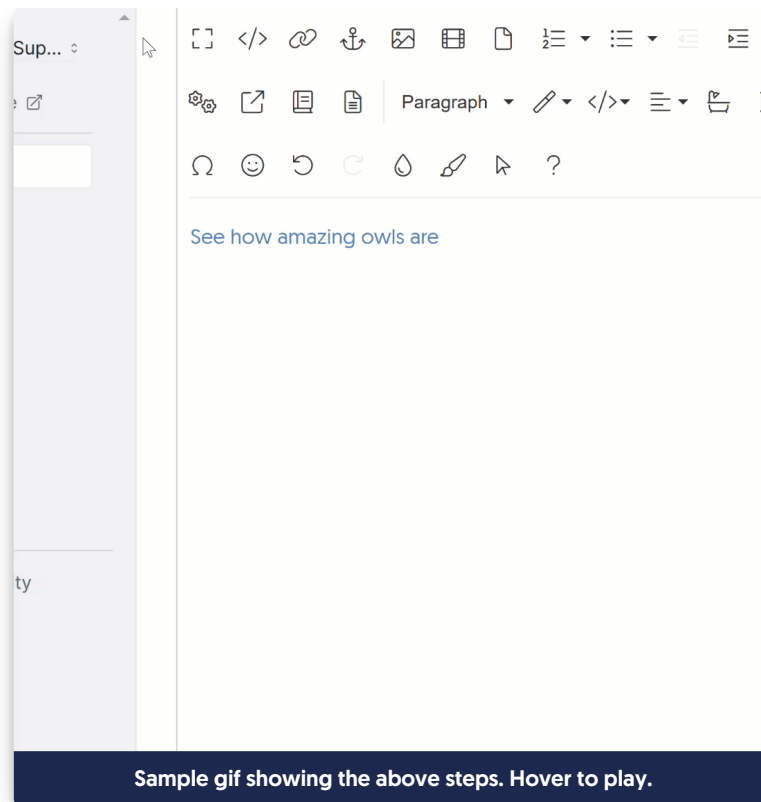 Sup...
Paragraph
See how amazing owls are
ty
Sample gif showing the above steps. Hover to play.